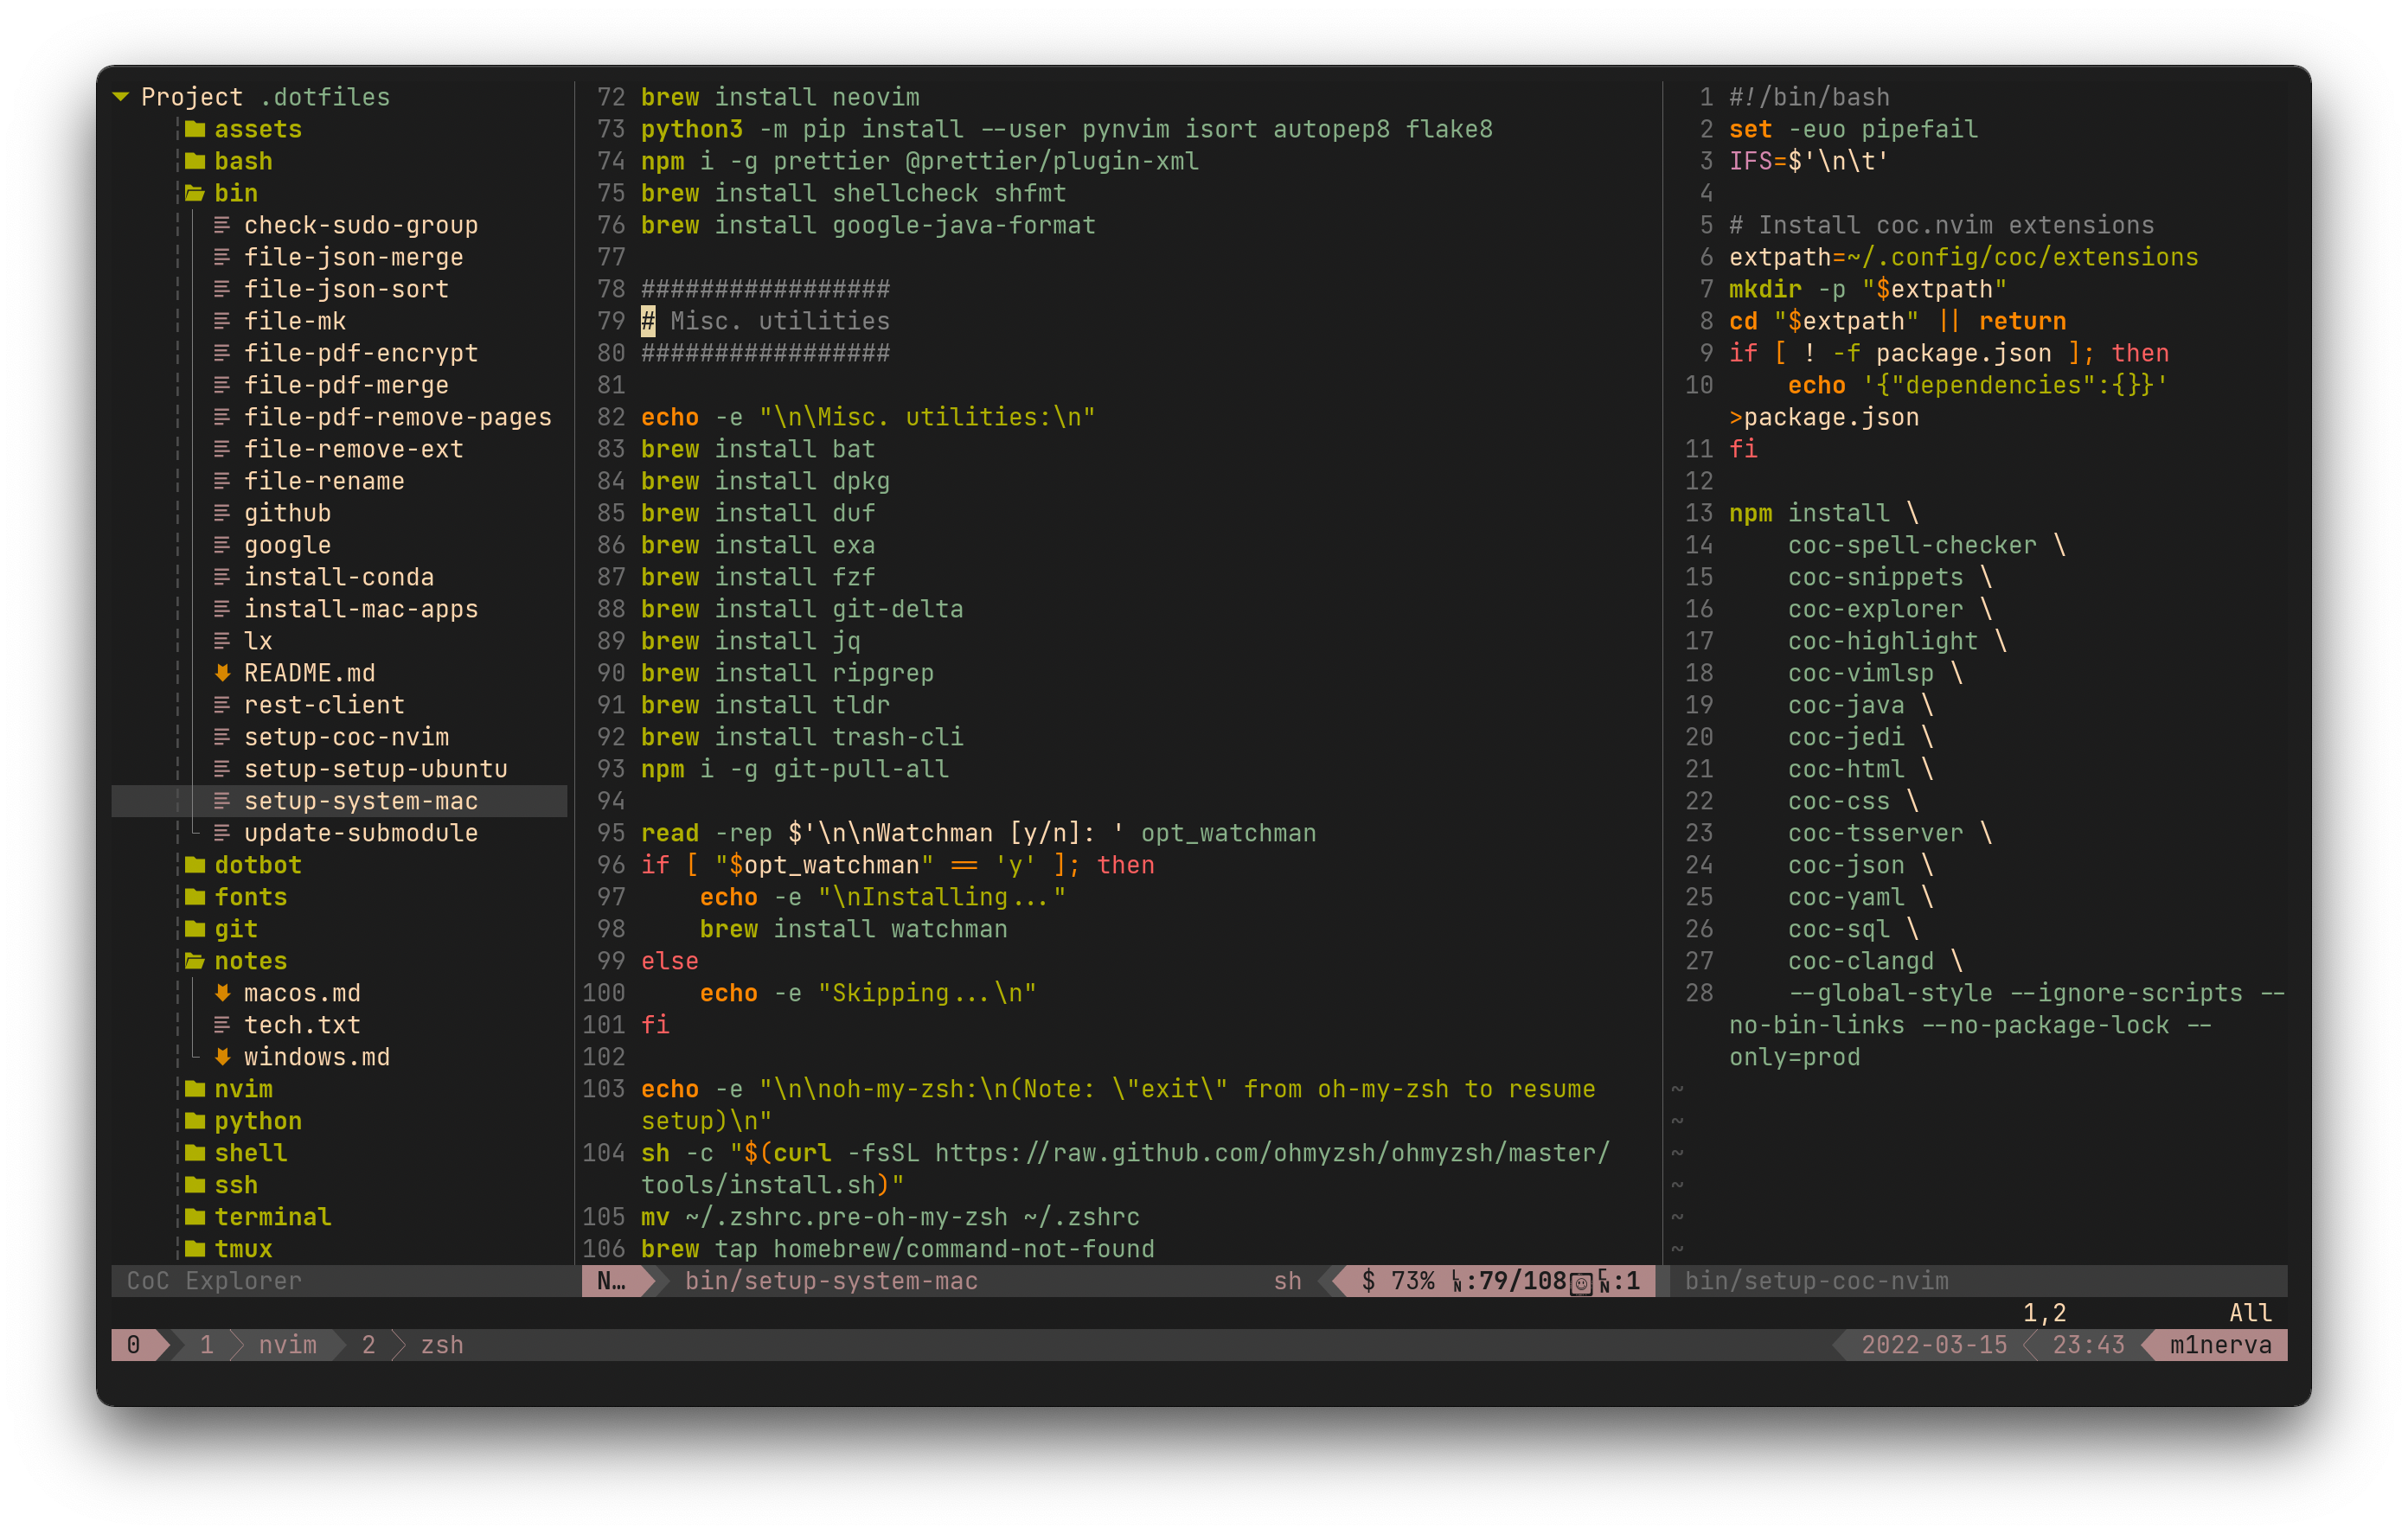 Project .dotfiles
assets
bash
bin
check-sudo-group
file-json-merge
file-json-sort
file-mk
file-pdf-encrypt
file-pdf-merge
file-pdf-remove-pages
file-remove-ext
file-rename
github
google
install-conda
install-mac-apps
lx
README.md
rest-client
setup-coc-nvim
setup-setup-ubuntu
setup-system-mac
update-submodule
dotbot
fonts
git
notes
macos.md
tech.txt
windows.md
nvim
python
shell
ssh
terminal
tmux
CoC Explorer
72 brew install neovim
73 python3 -m pip install --user pynvim isort autopep8 flake8
74 npm i -g prettier @prettier/plugin-xml
75 brew install shellcheck shfmt
76 brew install google-java-format
77
78 #################
79 # Misc. utilities
80 #################
81
82 echo -e "\n\Misc. utilities:\n"
83 brew install bat
84 brew install dpkg
85 brew install duf
86 brew install exa
87 brew install fzf
88 brew install git-delta
89 brew install jq
90 brew install ripgrep
91 brew install tldr
92 brew install trash-cli
93 npm i -g git-pull-all
94
95 read -rep $'\n\nWatchman [y/n]: ' opt_watchman
96 if [ "$opt_watchman" == 'y' ]; then
97     echo -e "\nInstalling..."
98     brew install watchman
99 else
100     echo -e "Skipping...\n"
101 fi
102
103 echo -e "\n\noh-my-zsh:\n(Note: \"exit\" from oh-my-zsh to resume
setup)\n"
104 sh -c "$(curl -fsSL https://raw.github.com/ohmyzsh/ohmyzsh/master/
tools/install.sh)"
105 mv ~/.zshrc.pre-oh-my-zsh ~/.zshrc
106 brew tap homebrew/command-not-found
N… bin/setup-system-mac sh $ 73% :79/108 :1
1 #!/bin/bash
2 set -euo pipefail
3 IFS=$'\n\t'
4
5 # Install coc.nvim extensions
6 extpath=~/.config/coc/extensions
7 mkdir -p "$extpath"
8 cd "$extpath" || return
9 if [ ! -f package.json ]; then
10     echo '{"dependencies":{}}'
>package.json
11 fi
12
13 npm install \
14     coc-spell-checker \
15     coc-snippets \
16     coc-explorer \
17     coc-highlight \
18     coc-vimlsp \
19     coc-java \
20     coc-jedi \
21     coc-html \
22     coc-css \
23     coc-tsserver \
24     coc-json \
25     coc-yaml \
26     coc-sql \
27     coc-clangd \
28     --global-style --ignore-scripts --
no-bin-links --no-package-lock --
only=prod
~
~
~
~
~
~
bin/setup-coc-nvim
1,2 All
0 1 nvim 2 zsh 2022-03-15 23:43 m1nerva